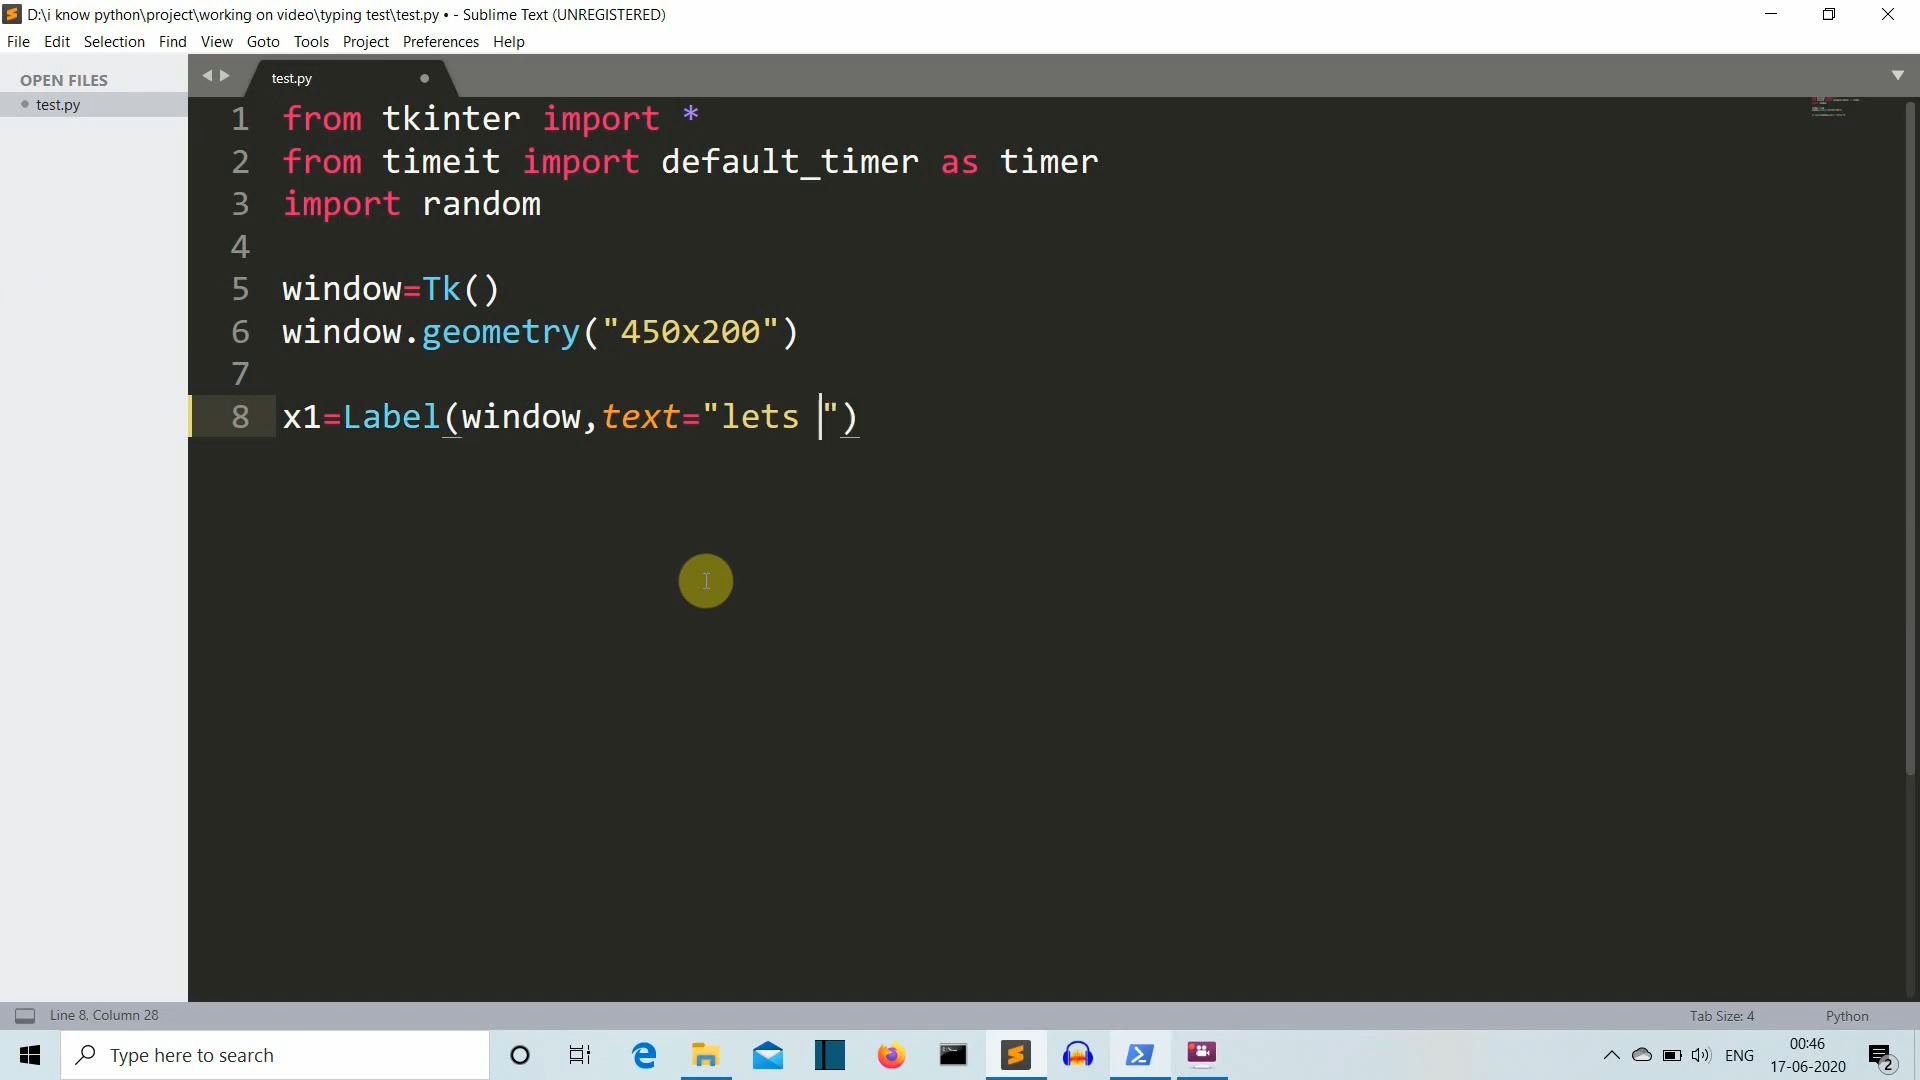 D:\i know python\project\working on video\typing test\test.py • - Sublime Text (UNREGISTERED)
File Edit Selection Find View Goto Tools Project Preferences Help
OPEN FILES
test.py
test.py
1 from tkinter import *
2 from timeit import default_timer as timer
3 import random
4
5 window=Tk()
6 window.geometry("450x200")
7
8 x1=Label(window,text="lets ")
Line 8, Column 28
Tab Size: 4
Python
Type here to search
ENG
00:46
17-06-2020
2